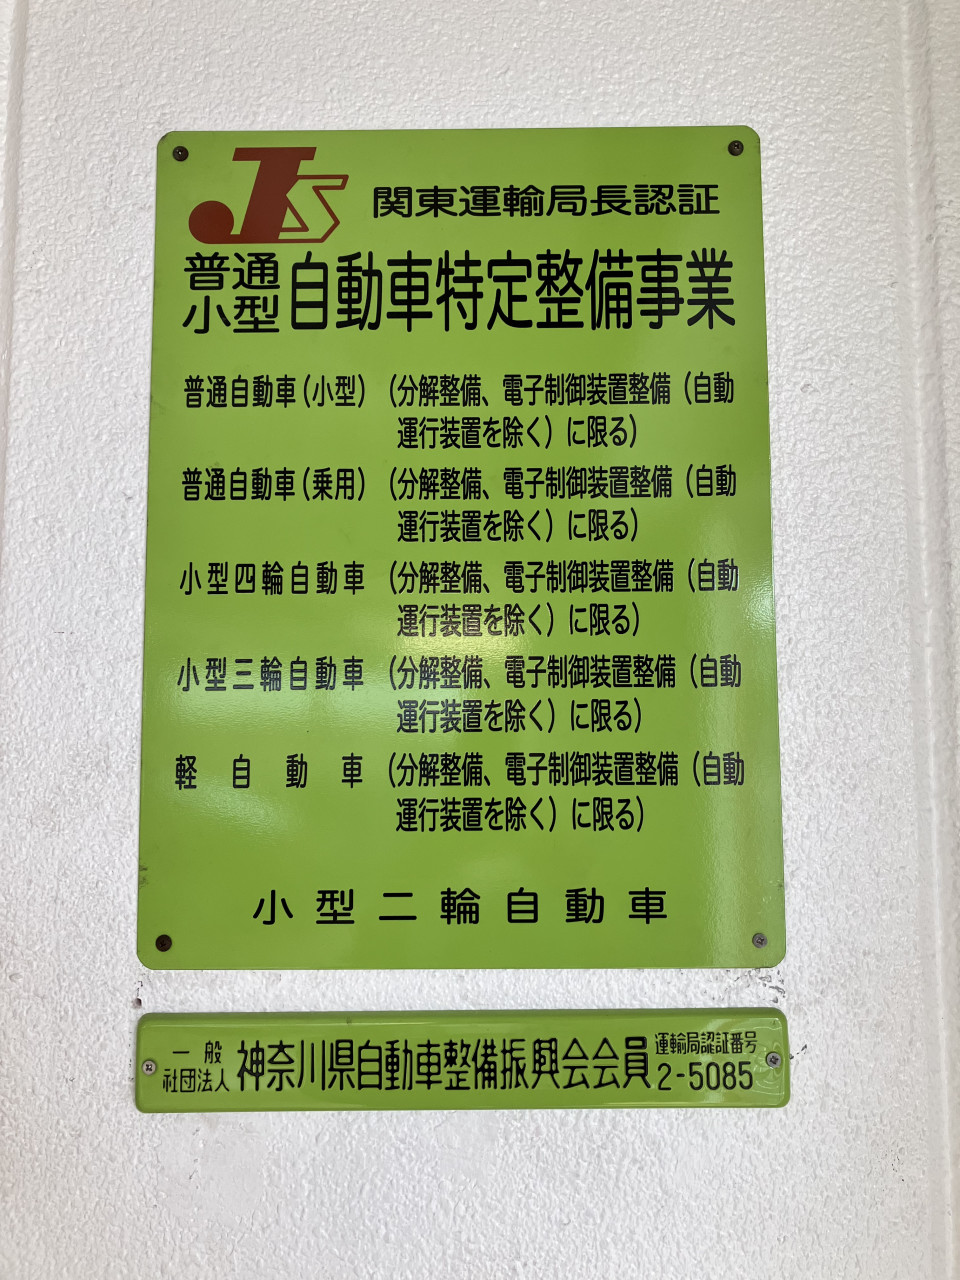 JS 関東運輸局長認証
普通小型自動車特定整備事業
普通自動車(小型)(分解整備、電子制御装置整備(自動
運行装置を除く)に限る)
普通自動車(乗用)(分解整備、電子制御装置整備(自動
運行装置を除く)に限る)
小型四輪自動車(分解整備、電子制御装置整備(自動
運行装置を除く)に限る)
小型三輪自動車(分解整備、電子制御装置整備(自動
運行装置を除く)に限る)
軽自動車(分解整備、電子制御装置整備(自動
運行装置を除く)に限る)
小型二輪自動車
一般社団法人 神奈川県自動車整備振興会会員 運輸局認証番号 2-5085